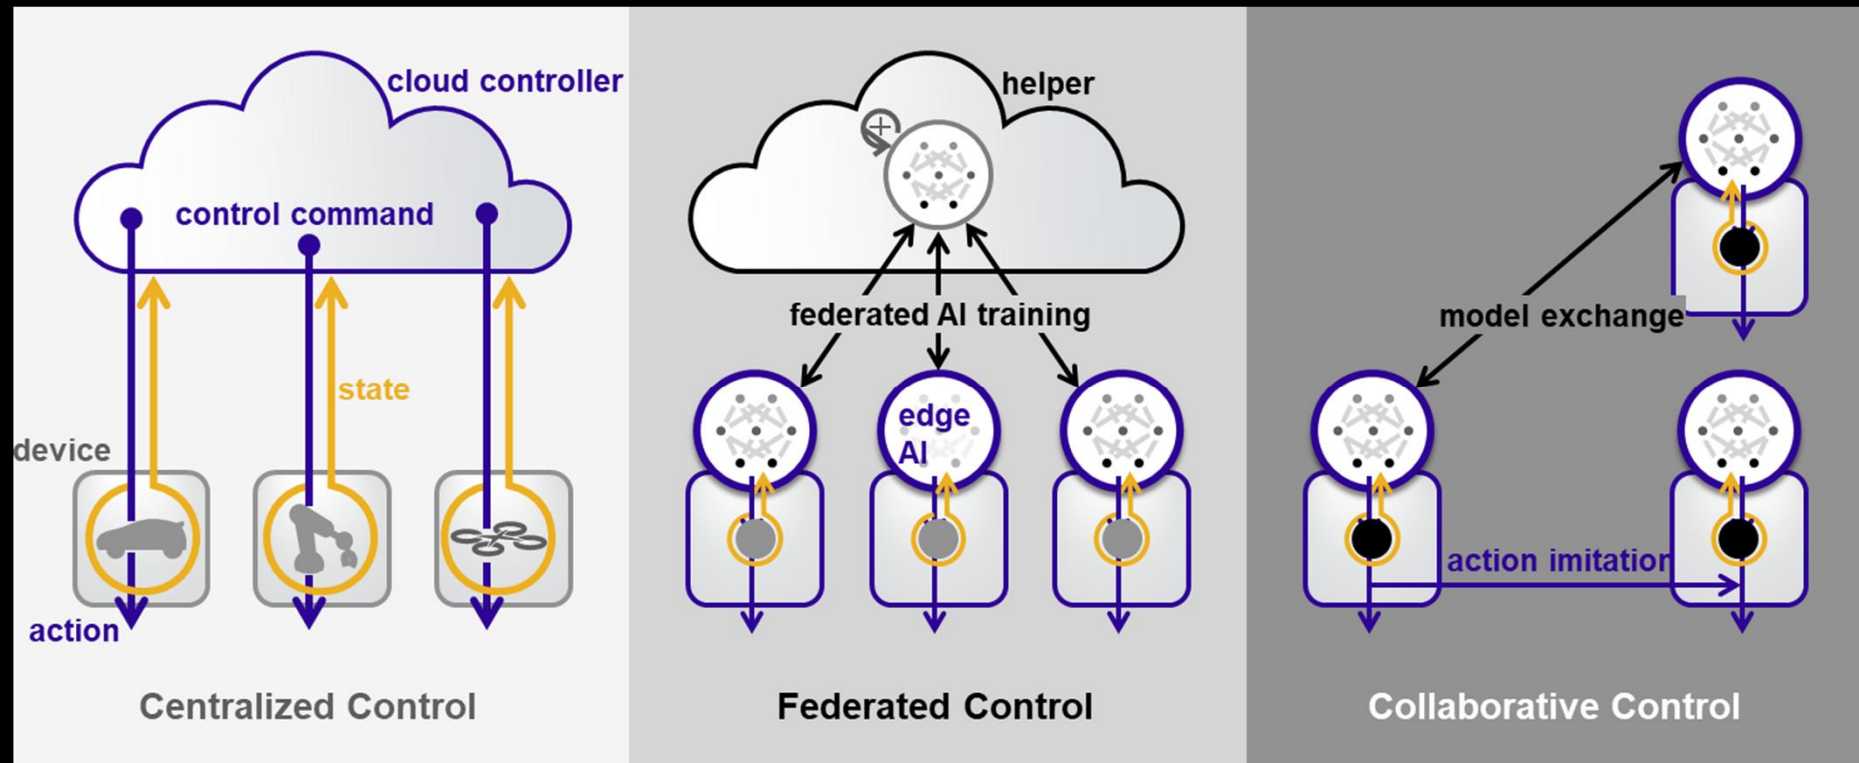 cloud controller
control command
state
device
action
Centralized Control
helper
federated AI training
edge
AI
Federated Control
model exchange
action imitation
Collaborative Control